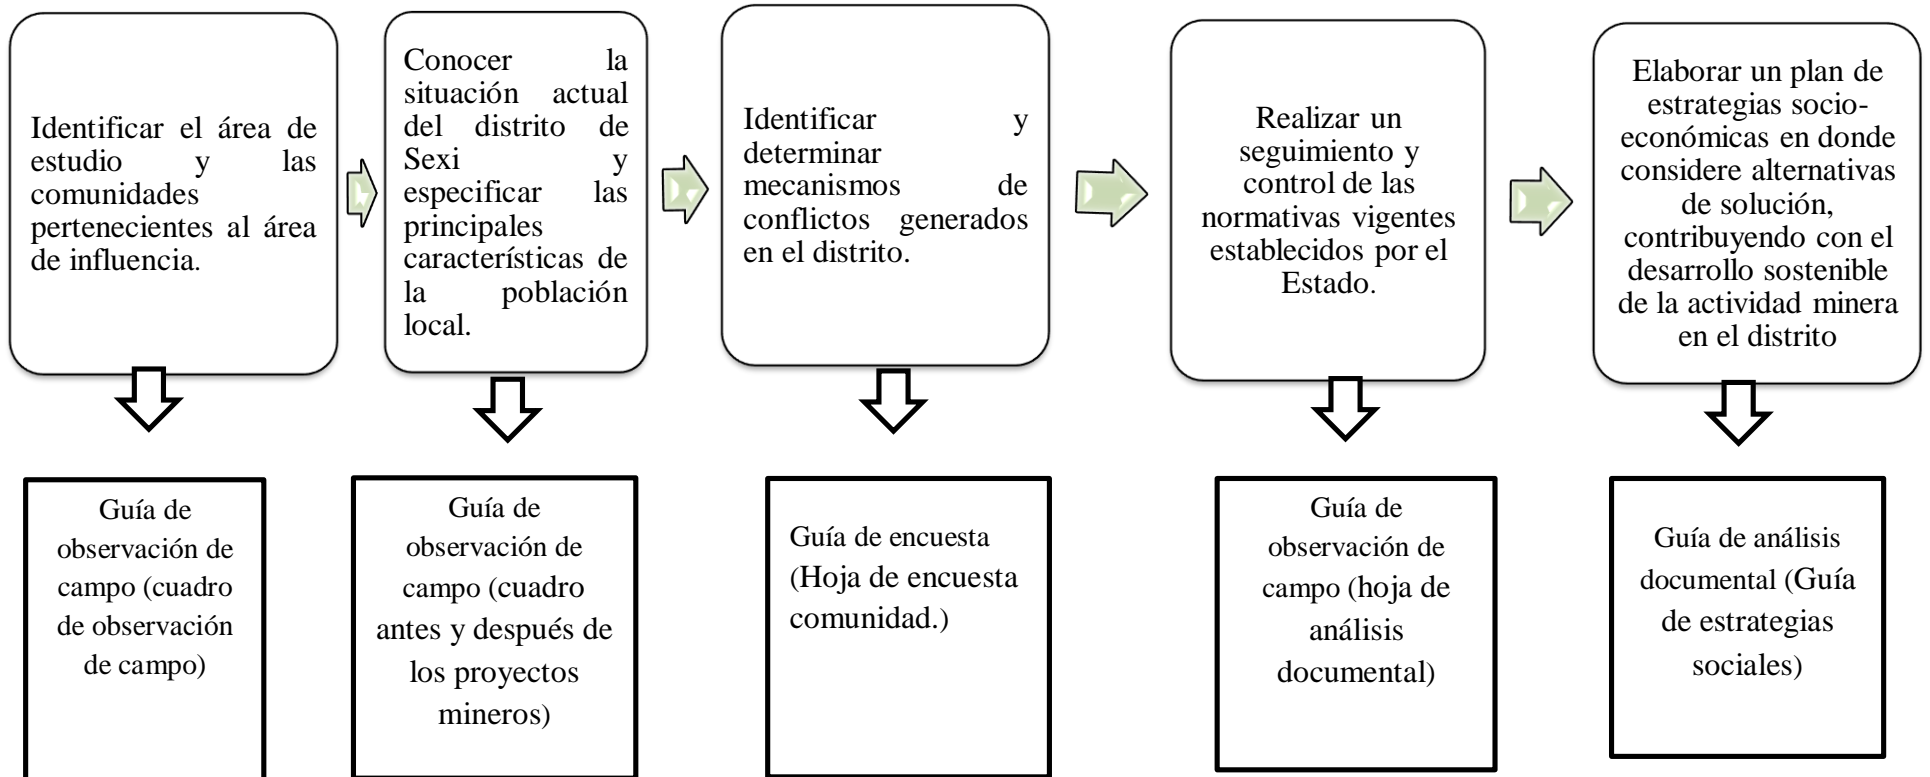 Identificar el área de
estudio y las
comunidades
pertenecientes al área
de influencia.
Conocer la
situación actual
del distrito de
Sexi y
especificar las
principales
características de
la población
local.
Identificar y
determinar
mecanismos de
conflictos generados
en el distrito.
Realizar un
seguimiento y
control de las
normativas vigentes
establecidos por el
Estado.
Elaborar un plan de
estrategias socio-
económicas en donde
considere alternativas
de solución,
contribuyendo con el
desarrollo sostenible
de la actividad minera
en el distrito
Guía de
observación de
campo (cuadro
de observación
de campo)
Guía de
observación de
campo (cuadro
antes y después de
los proyectos
mineros)
Guía de encuesta
(Hoja de encuesta
comunidad.)
Guía de
observación de
campo (hoja de
análisis
documental)
Guía de análisis
documental (Guía
de estrategias
sociales)